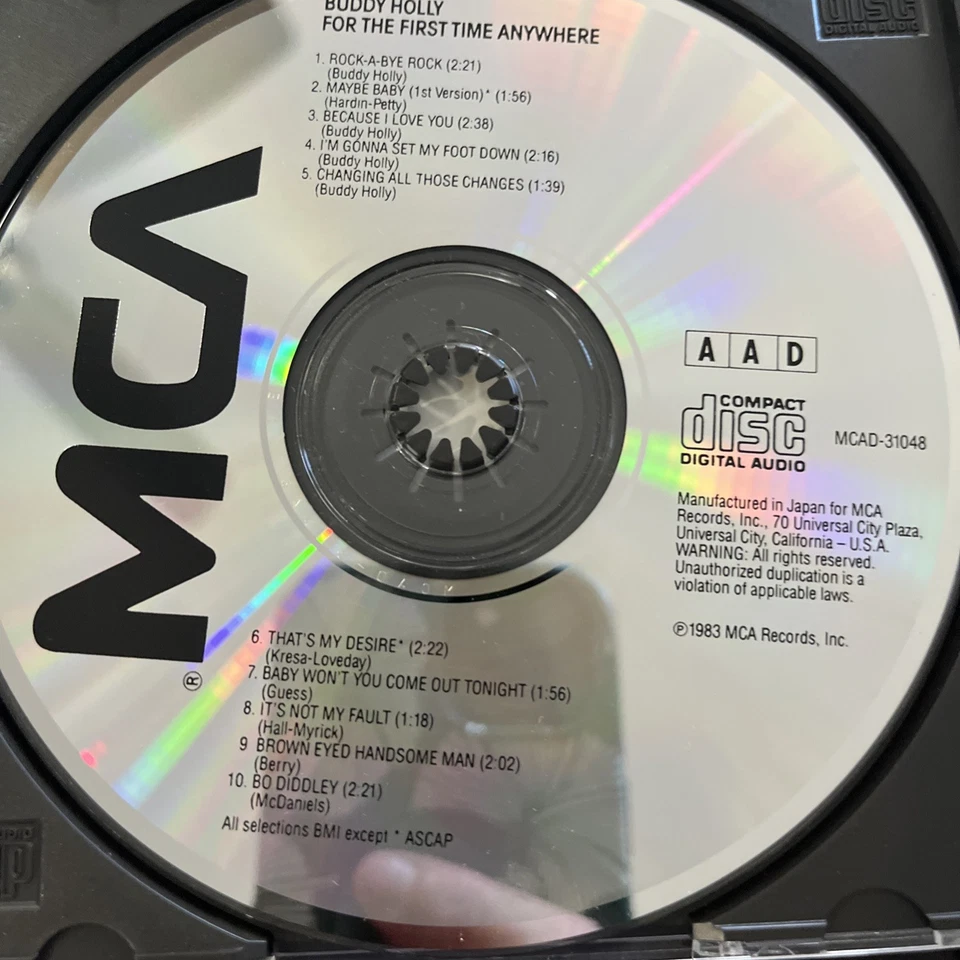 BUDDY HOLLY
FOR THE FIRST TIME ANYWHERE
1. ROCK-A-BYE ROCK (2:21)
(Buddy Holly)
2. MAYBE BABY (1st Version)* (1:56)
(Hardin-Petty)
3. BECAUSE I LOVE YOU (2:38)
(Buddy Holly)
4. I'M GONNA SET MY FOOT DOWN (2:16)
(Buddy Holly)
5. CHANGING ALL THOSE CHANGES (1:39)
(Buddy Holly)
MCA
®
AAD
COMPACT
disc
DIGITAL AUDIO
MCAD-31048
Manufactured in Japan for MCA
Records, Inc., 70 Universal City Plaza,
Universal City, California – U.S.A.
WARNING: All rights reserved.
Unauthorized duplication is a
violation of applicable laws.
℗1983 MCA Records, Inc.
6. THAT'S MY DESIRE* (2:22)
(Kresa-Loveday)
7. BABY WON'T YOU COME OUT TONIGHT (1:56)
(Guess)
8. IT'S NOT MY FAULT (1:18)
(Hall-Myrick)
9 BROWN EYED HANDSOME MAN (2:02)
(Berry)
10. BO DIDDLEY (2:21)
(McDaniels)
All selections BMI except * ASCAP
disc
DIGITAL AUDIO